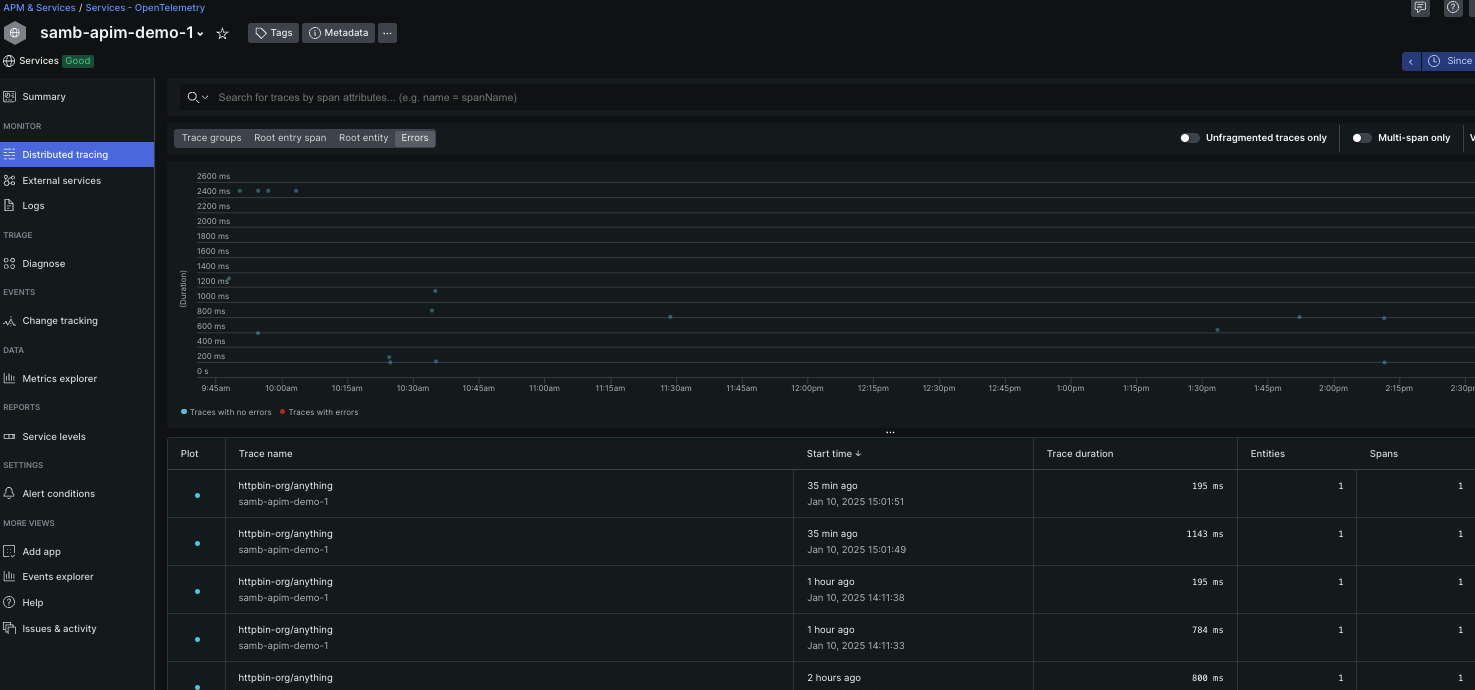 APM & Services / Services - OpenTelemetry
samb-apim-demo-1
Tags
Metadata
...
Services Good
Since
Summary
MONITOR
Distributed tracing
External services
Logs
TRIAGE
Diagnose
EVENTS
Change tracking
DATA
Metrics explorer
REPORTS
Service levels
SETTINGS
Alert conditions
MORE VIEWS
Add app
Events explorer
Help
Issues & activity
Search for traces by span attributes... (e.g. name = spanName)
Trace groups Root entry span Root entity Errors
Unfragmented traces only
Multi-span only
2600 ms
2400 ms
2200 ms
2000 ms
1800 ms
1600 ms
1400 ms
1200 ms
1000 ms
800 ms
600 ms
400 ms
200 ms
0 s
(Duration)
9:45am 10:00am 10:15am 10:30am 10:45am 11:00am 11:15am 11:30am 11:45am 12:00pm 12:15pm 12:30pm 12:45pm 1:00pm 1:15pm 1:30pm 1:45pm 2:00pm 2:15pm 2:30pm
Traces with no errors Traces with errors
...
Plot Trace name Start time ↓ Trace duration Entities Spans
httpbin-org/anything 35 min ago 195 ms 1 1
samb-apim-demo-1 Jan 10, 2025 15:01:51
httpbin-org/anything 35 min ago 1143 ms 1 1
samb-apim-demo-1 Jan 10, 2025 15:01:49
httpbin-org/anything 1 hour ago 195 ms 1 1
samb-apim-demo-1 Jan 10, 2025 14:11:38
httpbin-org/anything 1 hour ago 784 ms 1 1
samb-apim-demo-1 Jan 10, 2025 14:11:33
httpbin-org/anything 2 hours ago 800 ms 1 1